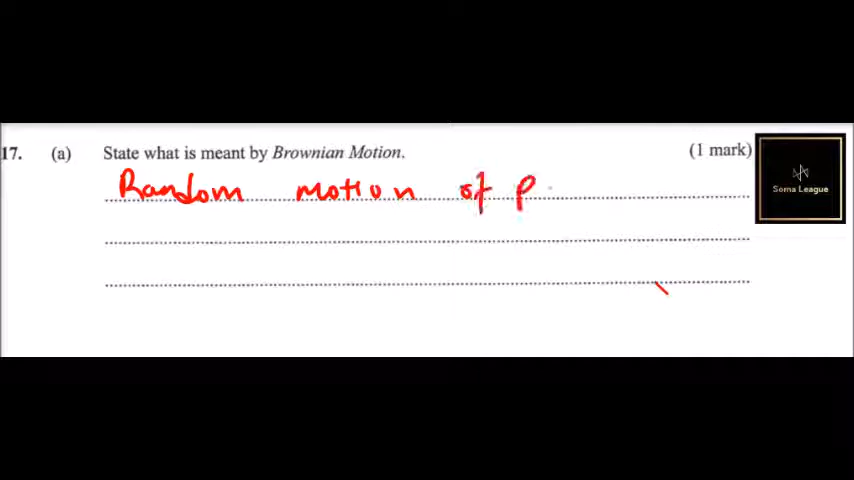 17. (a) State what is meant by Brownian Motion. (1 mark)
Random motion of P
Soma League